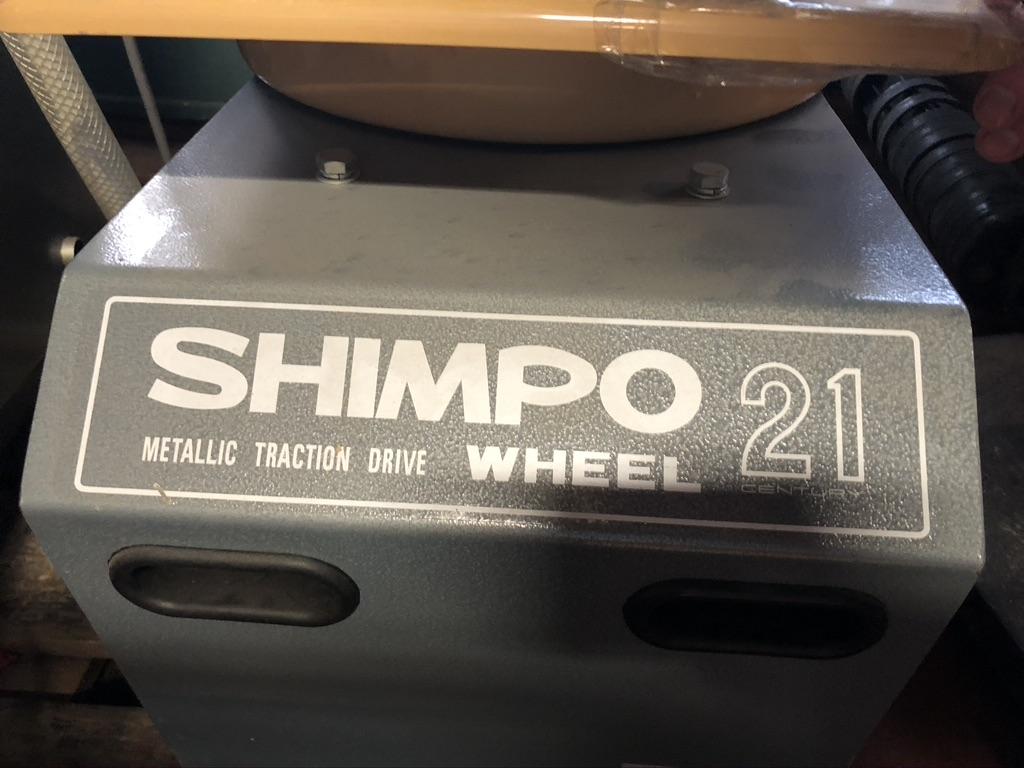 SHIMPO 21
METALLIC TRACTION DRIVE WHEEL
CENTURY